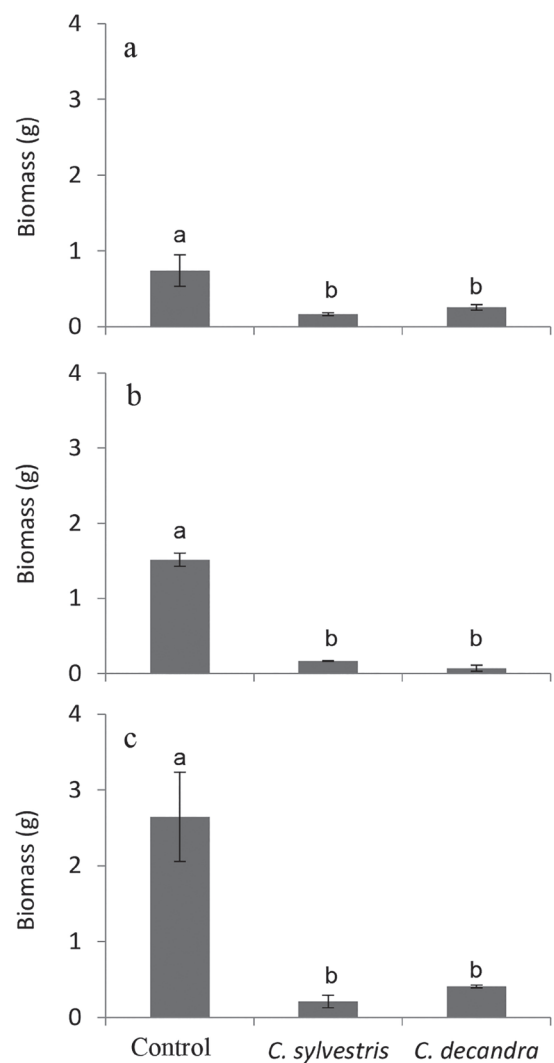 4
a
3
Biomass (g)
2
a
1
b
b
0
4
b
3
Biomass (g)
2
a
1
b
b
0
4
c
a
3
Biomass (g)
2
1
b
b
0
Control
C. sylvestris
C. decandra